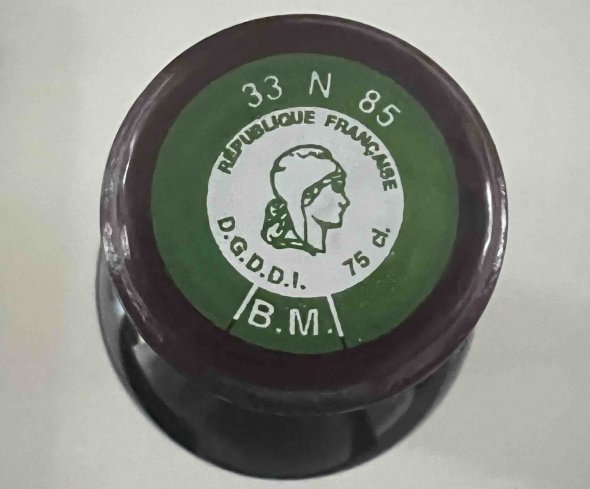 33 N 85
RÉPUBLIQUE FRANÇAISE
D.G.D.D.I. 75 cl.
B.M.